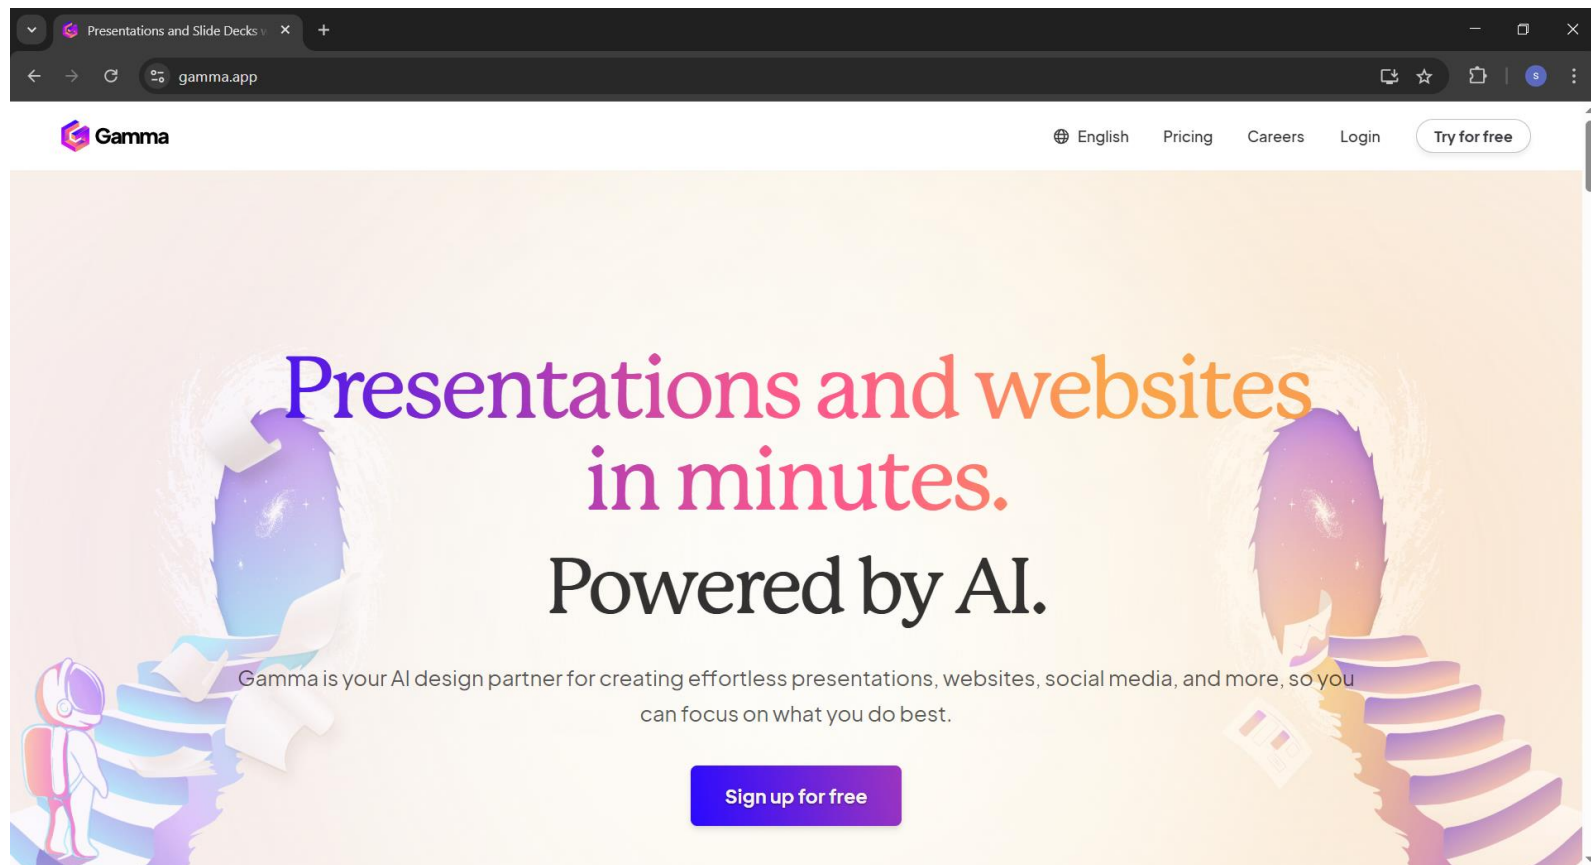 Presentations and Slide Decks
gamma.app
S
Gamma
English Pricing Careers Login Try for free
Presentations and websites
in minutes.
Powered by AI.
Gamma is your AI design partner for creating effortless presentations, websites, social media, and more, so you
can focus on what you do best.
Sign up for free